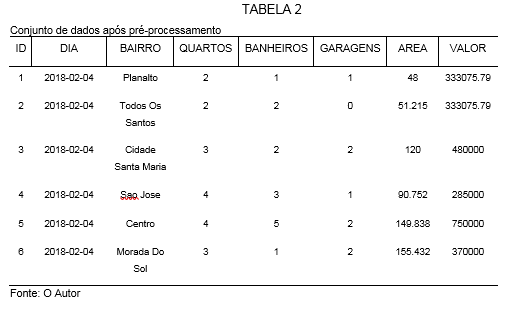 TABELA 2
Conjunto de dados após pré-processamento
ID DIA BAIRRO QUARTOS BANHEIROS GARAGENS AREA VALOR
1 2018-02-04 Planalto 2 1 1 48 333075.79
2 2018-02-04 Todos Os Santos 2 2 0 51.215 333075.79
3 2018-02-04 Cidade Santa Maria 3 2 2 120 480000
4 2018-02-04 Sao Jose 4 3 1 90.752 285000
5 2018-02-04 Centro 4 5 2 149.838 750000
6 2018-02-04 Morada Do Sol 3 1 2 155.432 370000
Fonte: O Autor